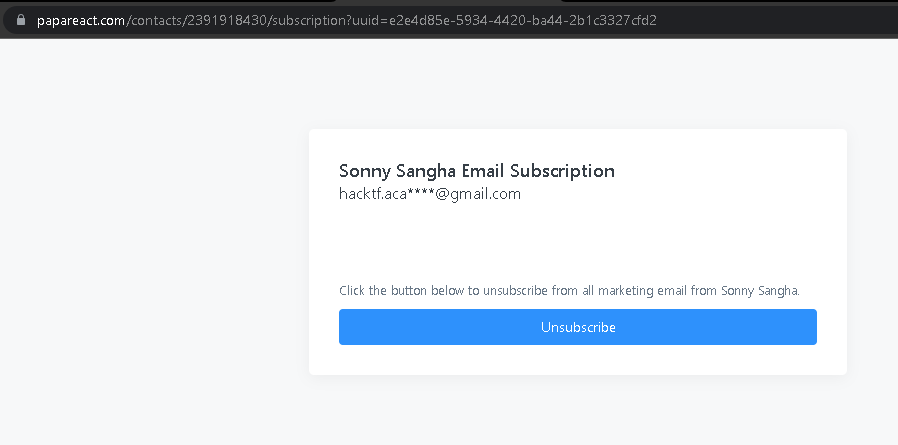 papareact.com/contacts/2391918430/subscription?uuid=e2e4d85e-5934-4420-ba44-2b1c3327cfd2
Sonny Sangha Email Subscription
hacktf.aca****@gmail.com
Click the button below to unsubscribe from all marketing email from Sonny Sangha.
Unsubscribe